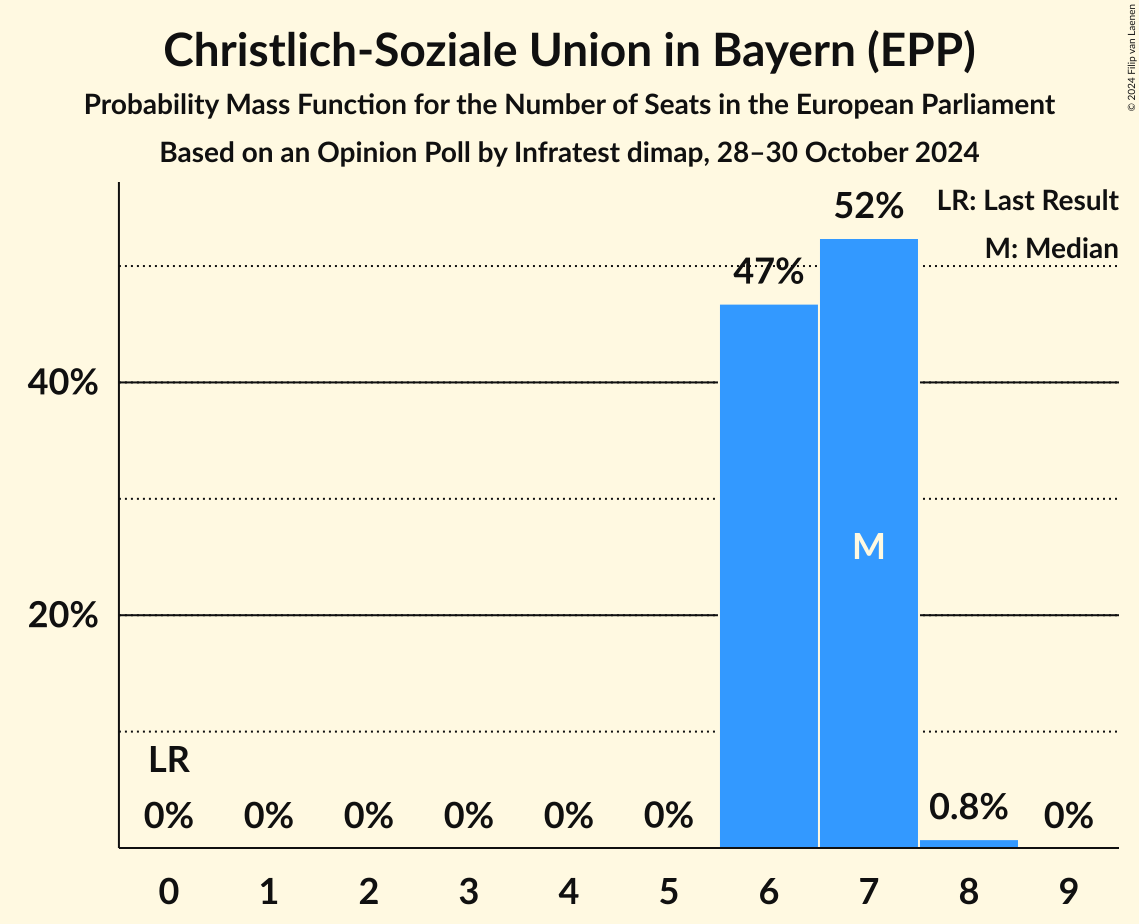 Christlich-Soziale Union in Bayern (EPP)
Probability Mass Function for the Number of Seats in the European Parliament
Based on an Opinion Poll by Infratest dimap, 28–30 October 2024
© 2024 Filip van Laenen
LR: Last Result
M: Median
52%
47%
40%
M
20%
LR
0% 0% 0% 0% 0% 0% 0.8% 0%
0 1 2 3 4 5 6 7 8 9